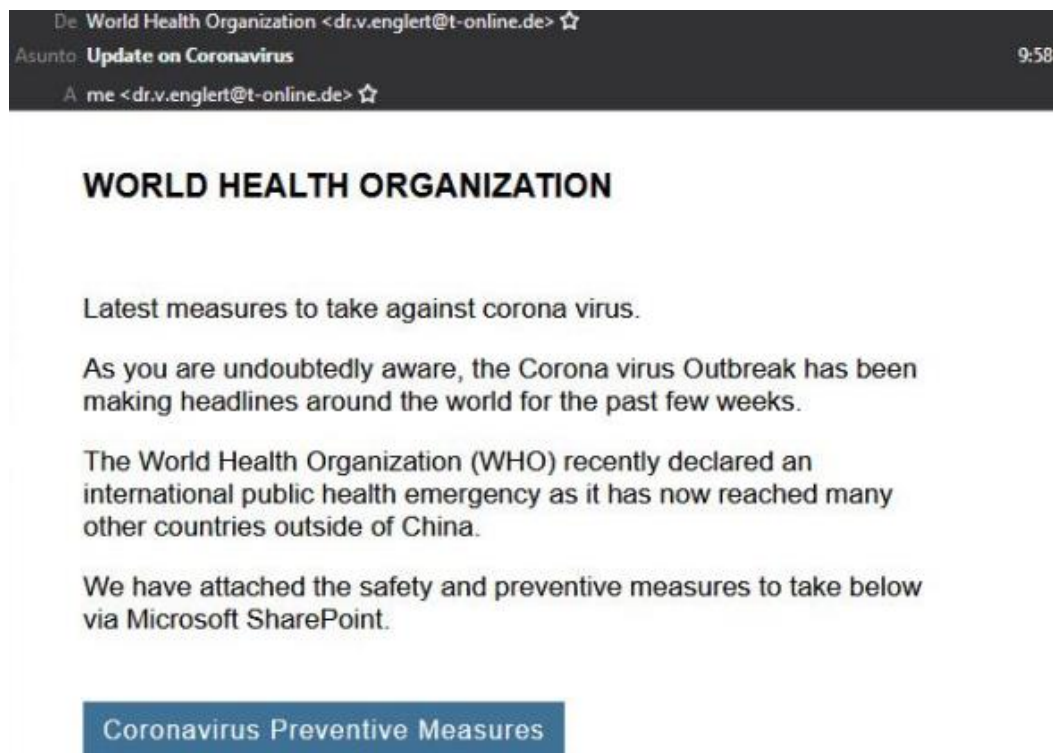 De World Health Organization <dr.v.englert@t-online.de>
Asunto Update on Coronavirus 9:58
A me <dr.v.englert@t-online.de>
WORLD HEALTH ORGANIZATION
Latest measures to take against corona virus.
As you are undoubtedly aware, the Corona virus Outbreak has been
making headlines around the world for the past few weeks.
The World Health Organization (WHO) recently declared an
international public health emergency as it has now reached many
other countries outside of China.
We have attached the safety and preventive measures to take below
via Microsoft SharePoint.
Coronavirus Preventive Measures